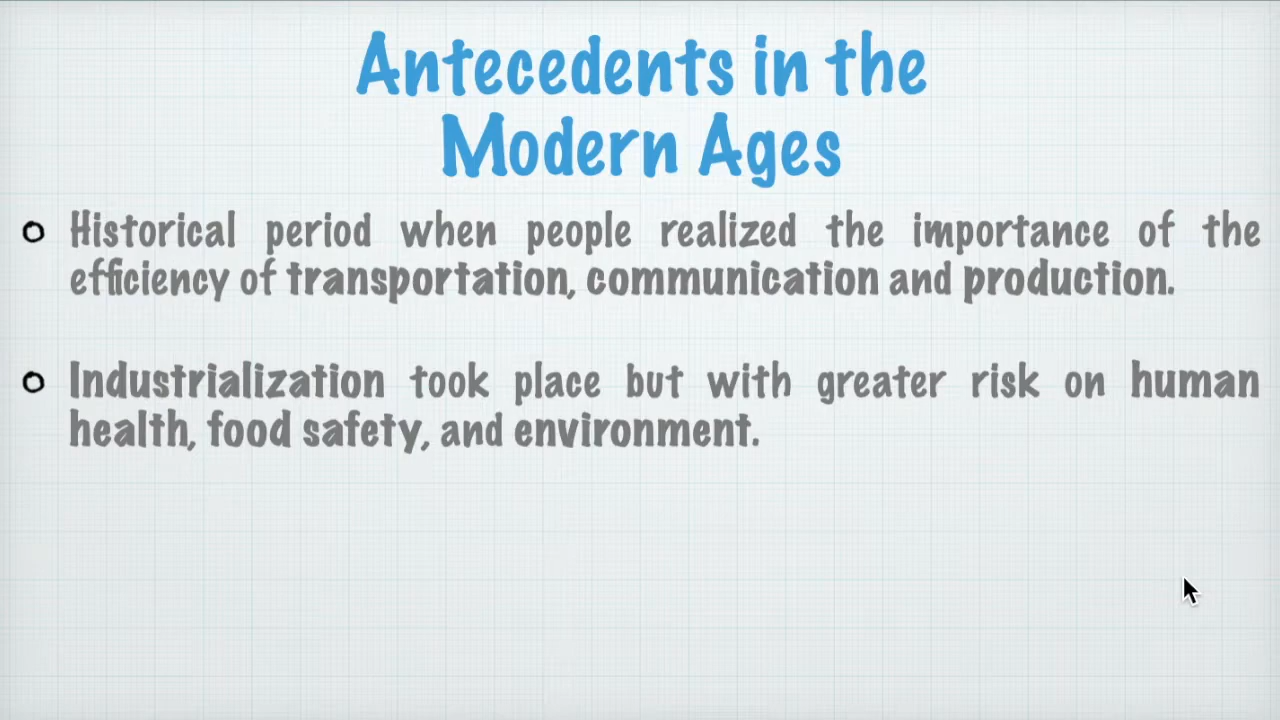 Antecedents in the
Modern Ages
Historical period when people realized the importance of the
efficiency of transportation, communication and production.
Industrialization took place but with greater risk on human
health, food safety, and environment.